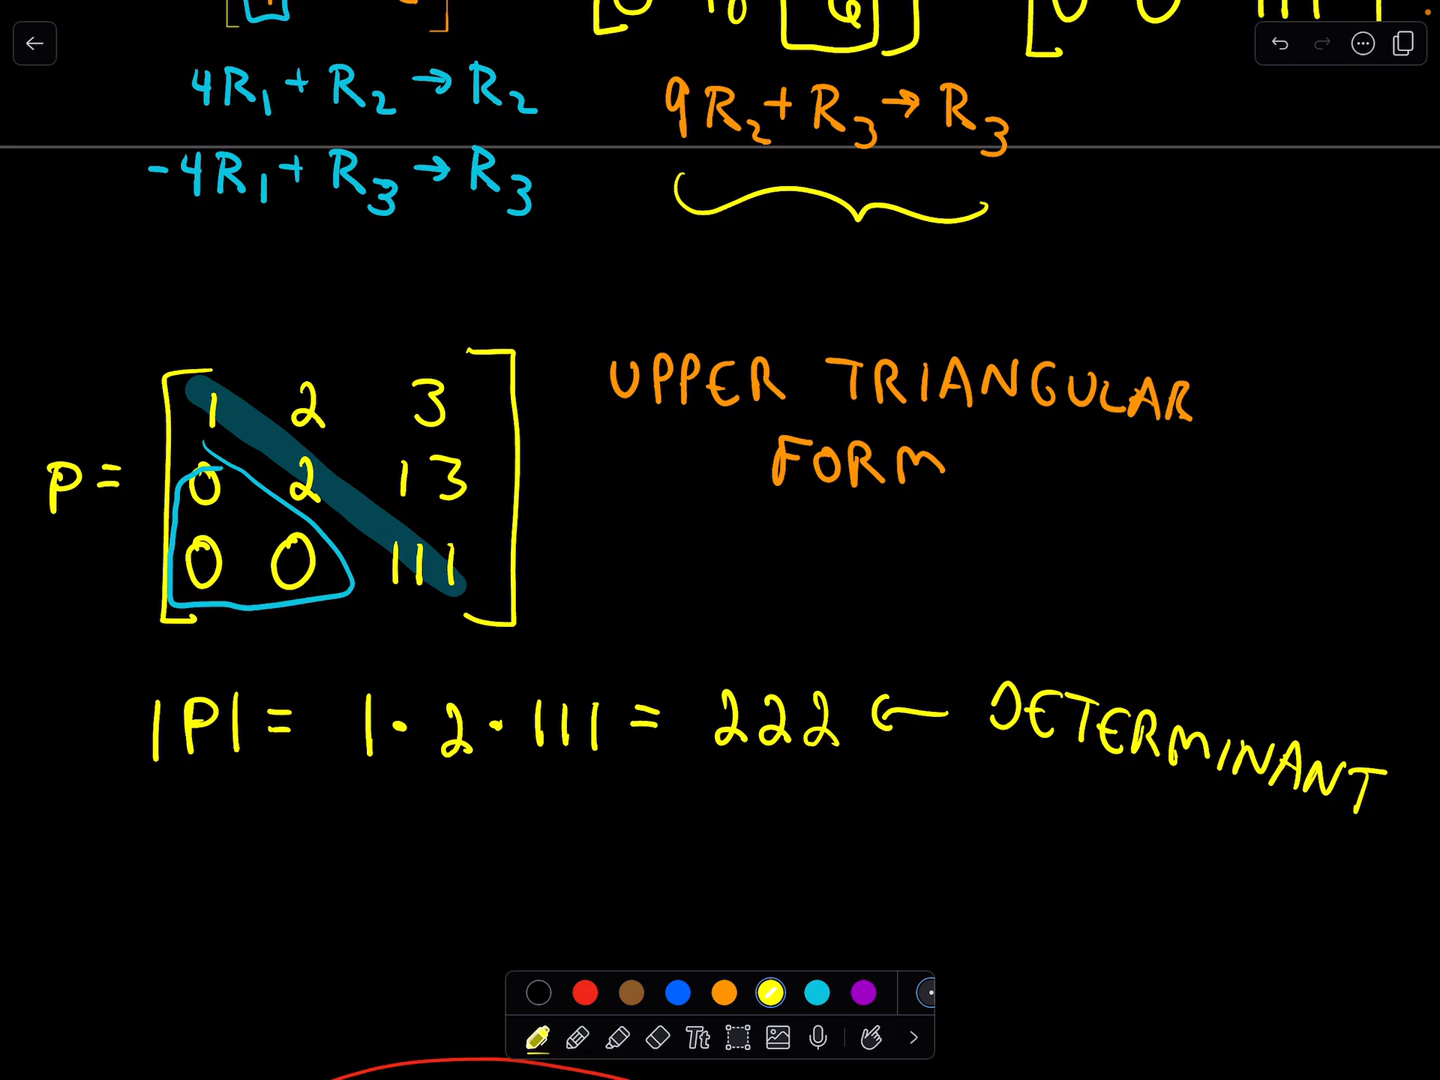 4R₁ + R₂ → R₂
9R₂ + R₃ → R₃
-4R₁ + R₃ → R₃
P = [1 2 3
0 2 13
0 0 111]
UPPER TRIANGULAR
FORM
|P| = 1 · 2 · 111 = 222 ← DETERMINANT
Tt